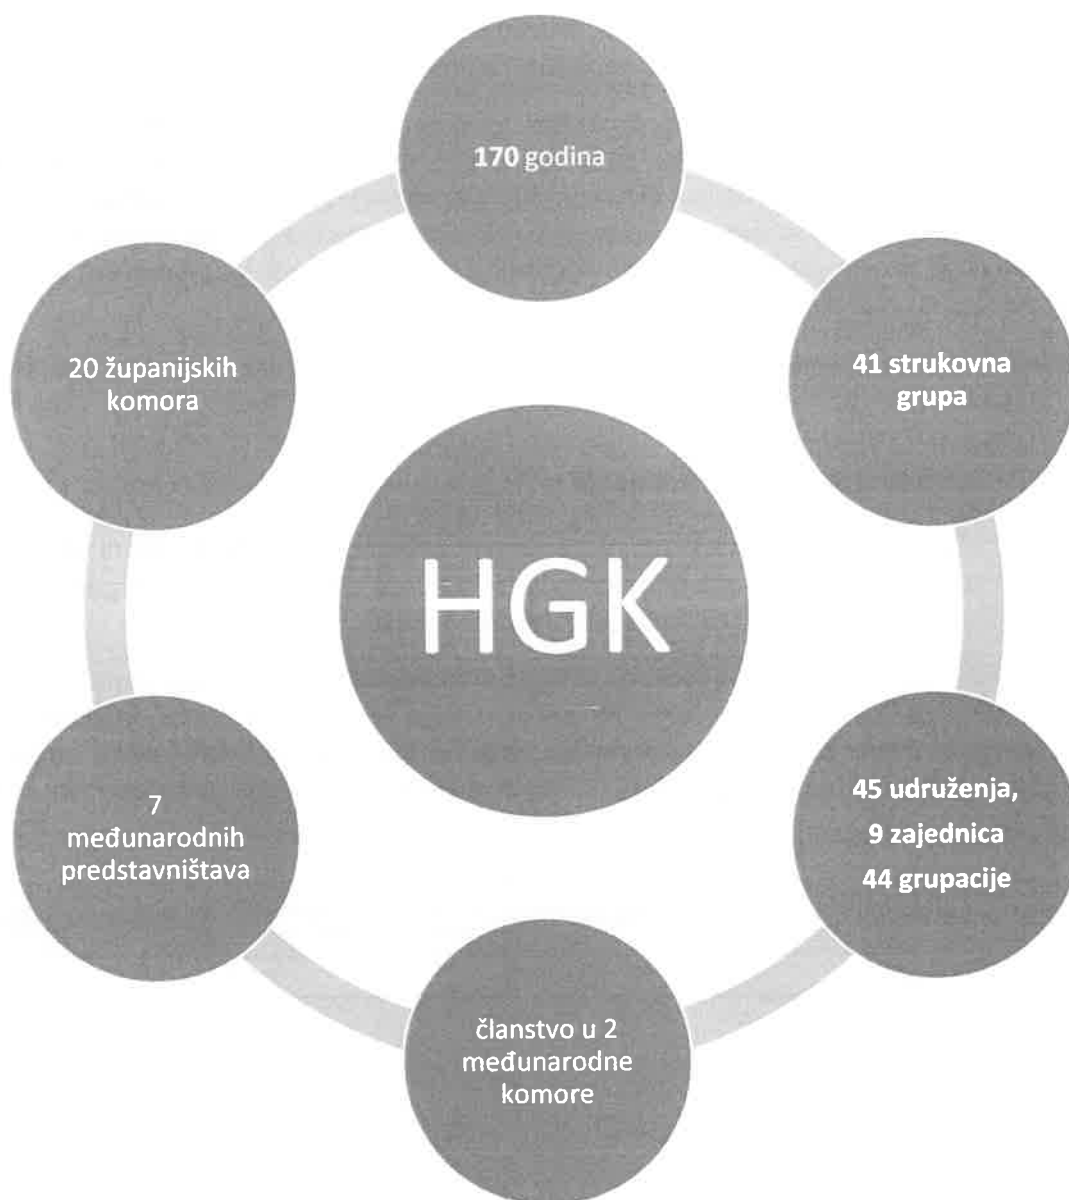 170 godina
41 strukovna
grupa
45 udruženja,
9 zajednica
44 grupacije
članstvo u 2
međunarodne
komore
7
međunarodnih
predstavništava
20 županijskih
komora
HGK